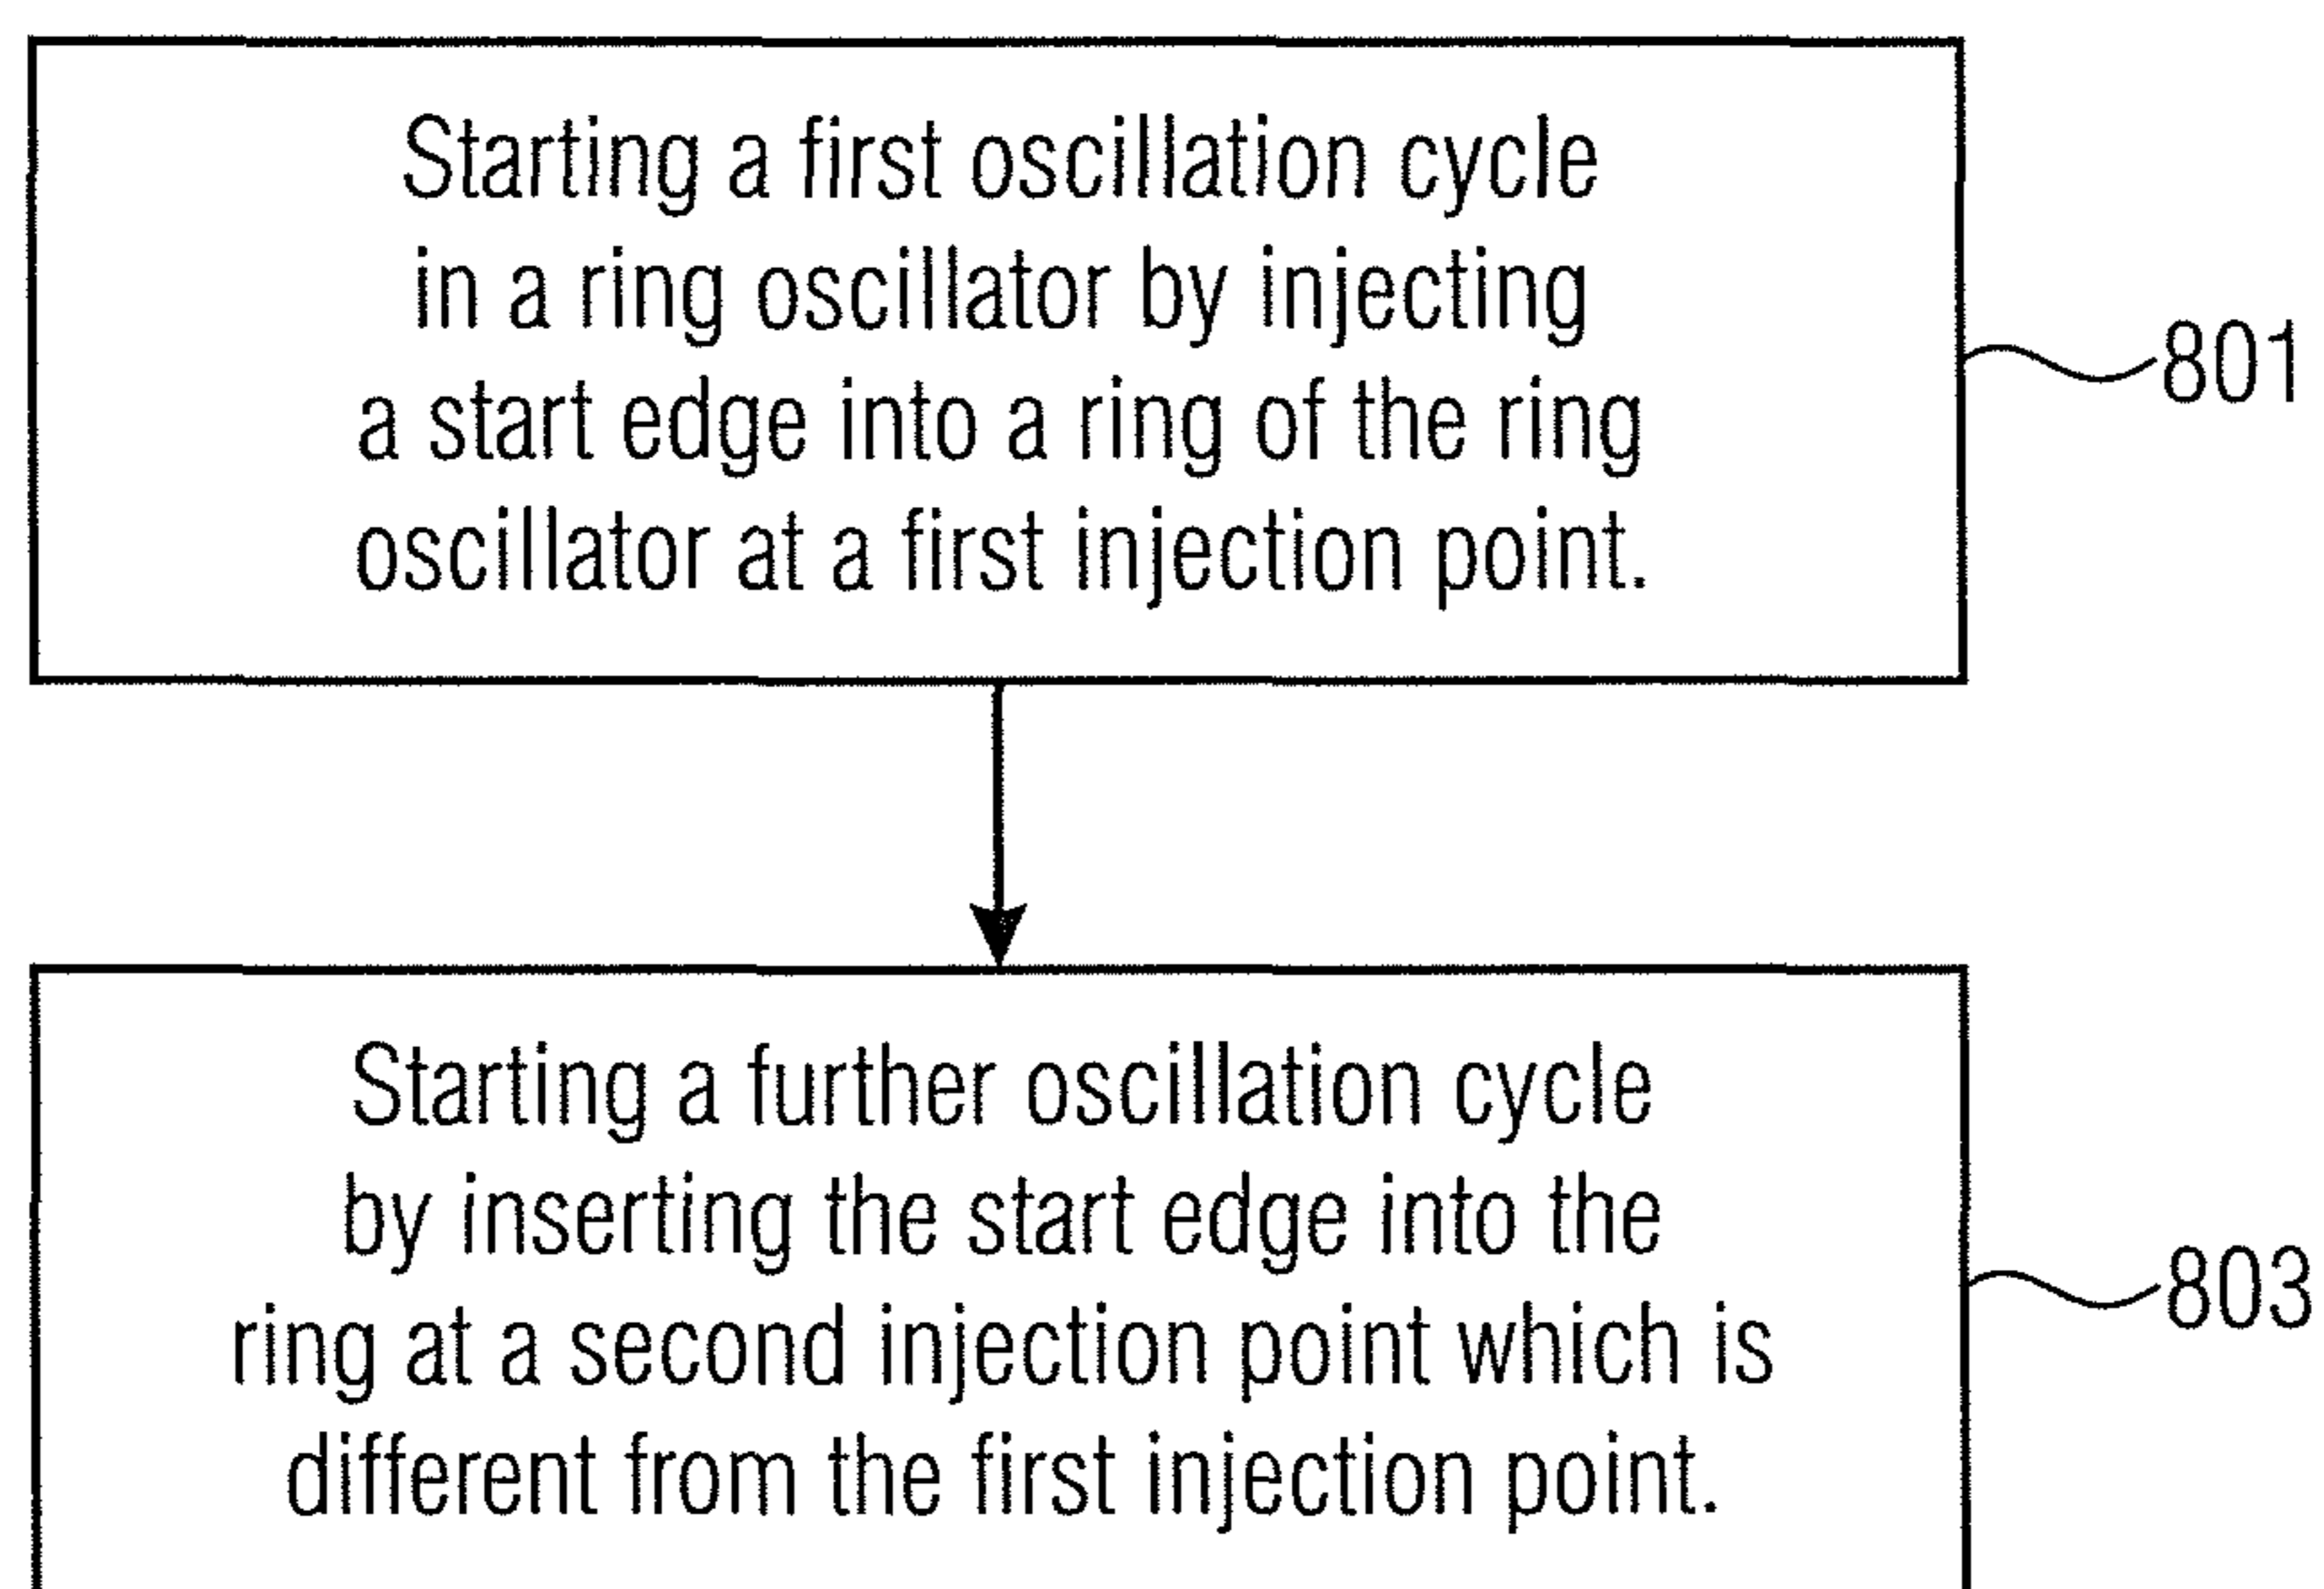 Starting a first oscillation cycle
in a ring oscillator by injecting
a start edge into a ring of the ring
oscillator at a first injection point.
801
Starting a further oscillation cycle
by inserting the start edge into the
ring at a second injection point which is
different from the first injection point.
803